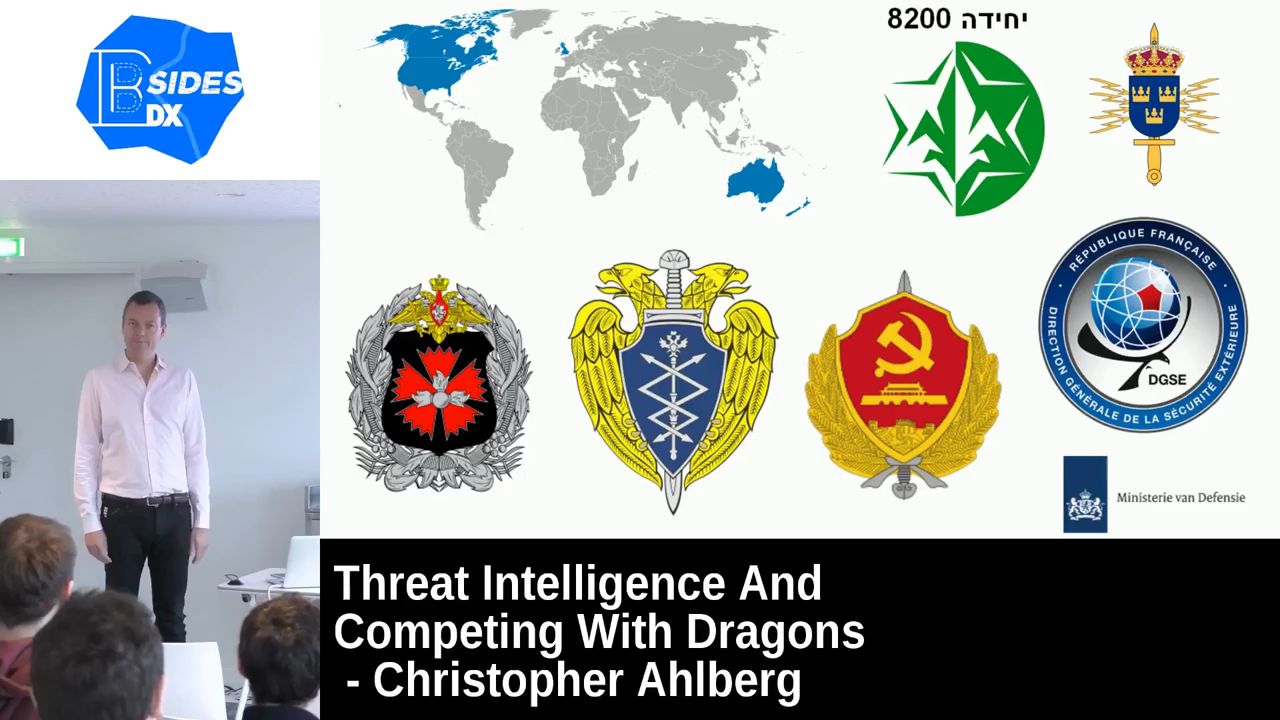 B SIDES
BDX
יחידה 8200
RÉPUBLIQUE FRANÇAISE
DGSE
DIRECTION GÉNÉRALE DE LA SÉCURITÉ EXTÉRIEURE
Ministerie van Defensie
Threat Intelligence And
Competing With Dragons
- Christopher Ahlberg